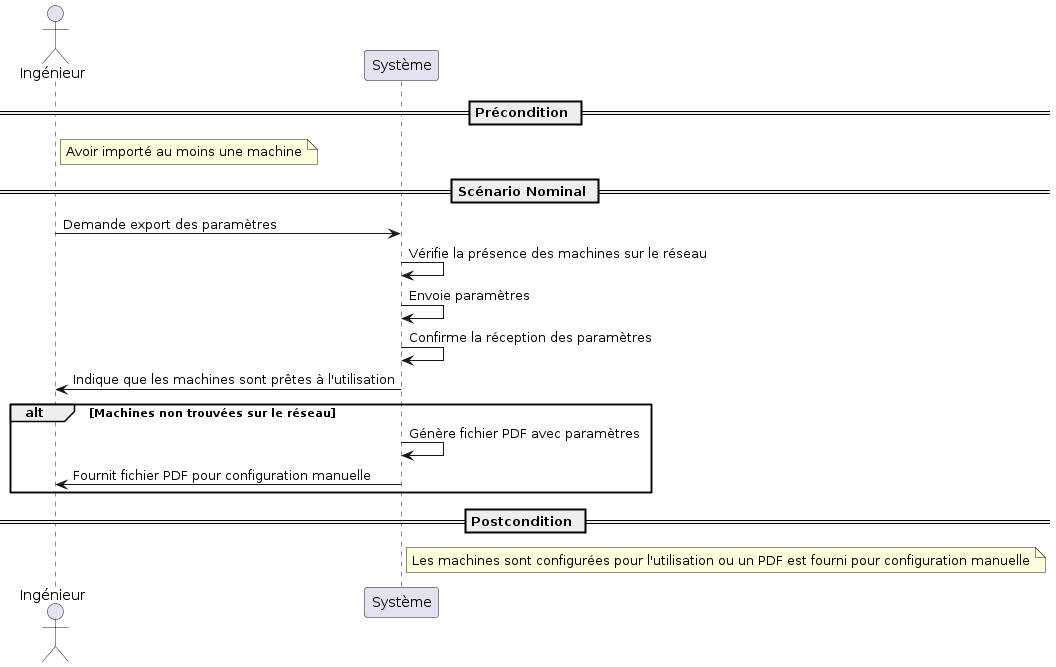 Ingénieur
Système
Précondition
Avoir importé au moins une machine
Scénario Nominal
Demande export des paramètres
Vérifie la présence des machines sur le réseau
Envoie paramètres
Confirme la réception des paramètres
Indique que les machines sont prêtes à l'utilisation
alt [Machines non trouvées sur le réseau]
Génère fichier PDF avec paramètres
Fournit fichier PDF pour configuration manuelle
Postcondition
Les machines sont configurées pour l'utilisation ou un PDF est fourni pour configuration manuelle
Ingénieur
Système